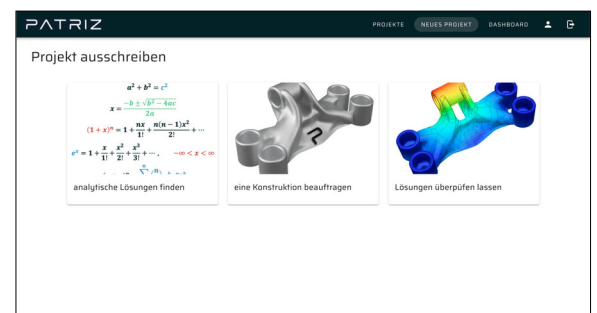 PATRIZ
PROJEKTE NEUES PROJEKT DASHBOARD
Projekt ausschreiben
a² + b² = c²
x = (-b ± √(b² − 4ac)) / 2a
(1 + x)ⁿ = 1 + nx/1! + n(n − 1)x²/2! + ⋯
eˣ = 1 + x/1! + x²/2! + x³/3! + ⋯ , −∞ < x < ∞
analytische Lösungen finden
eine Konstruktion beauftragen
Lösungen überpüfen lassen